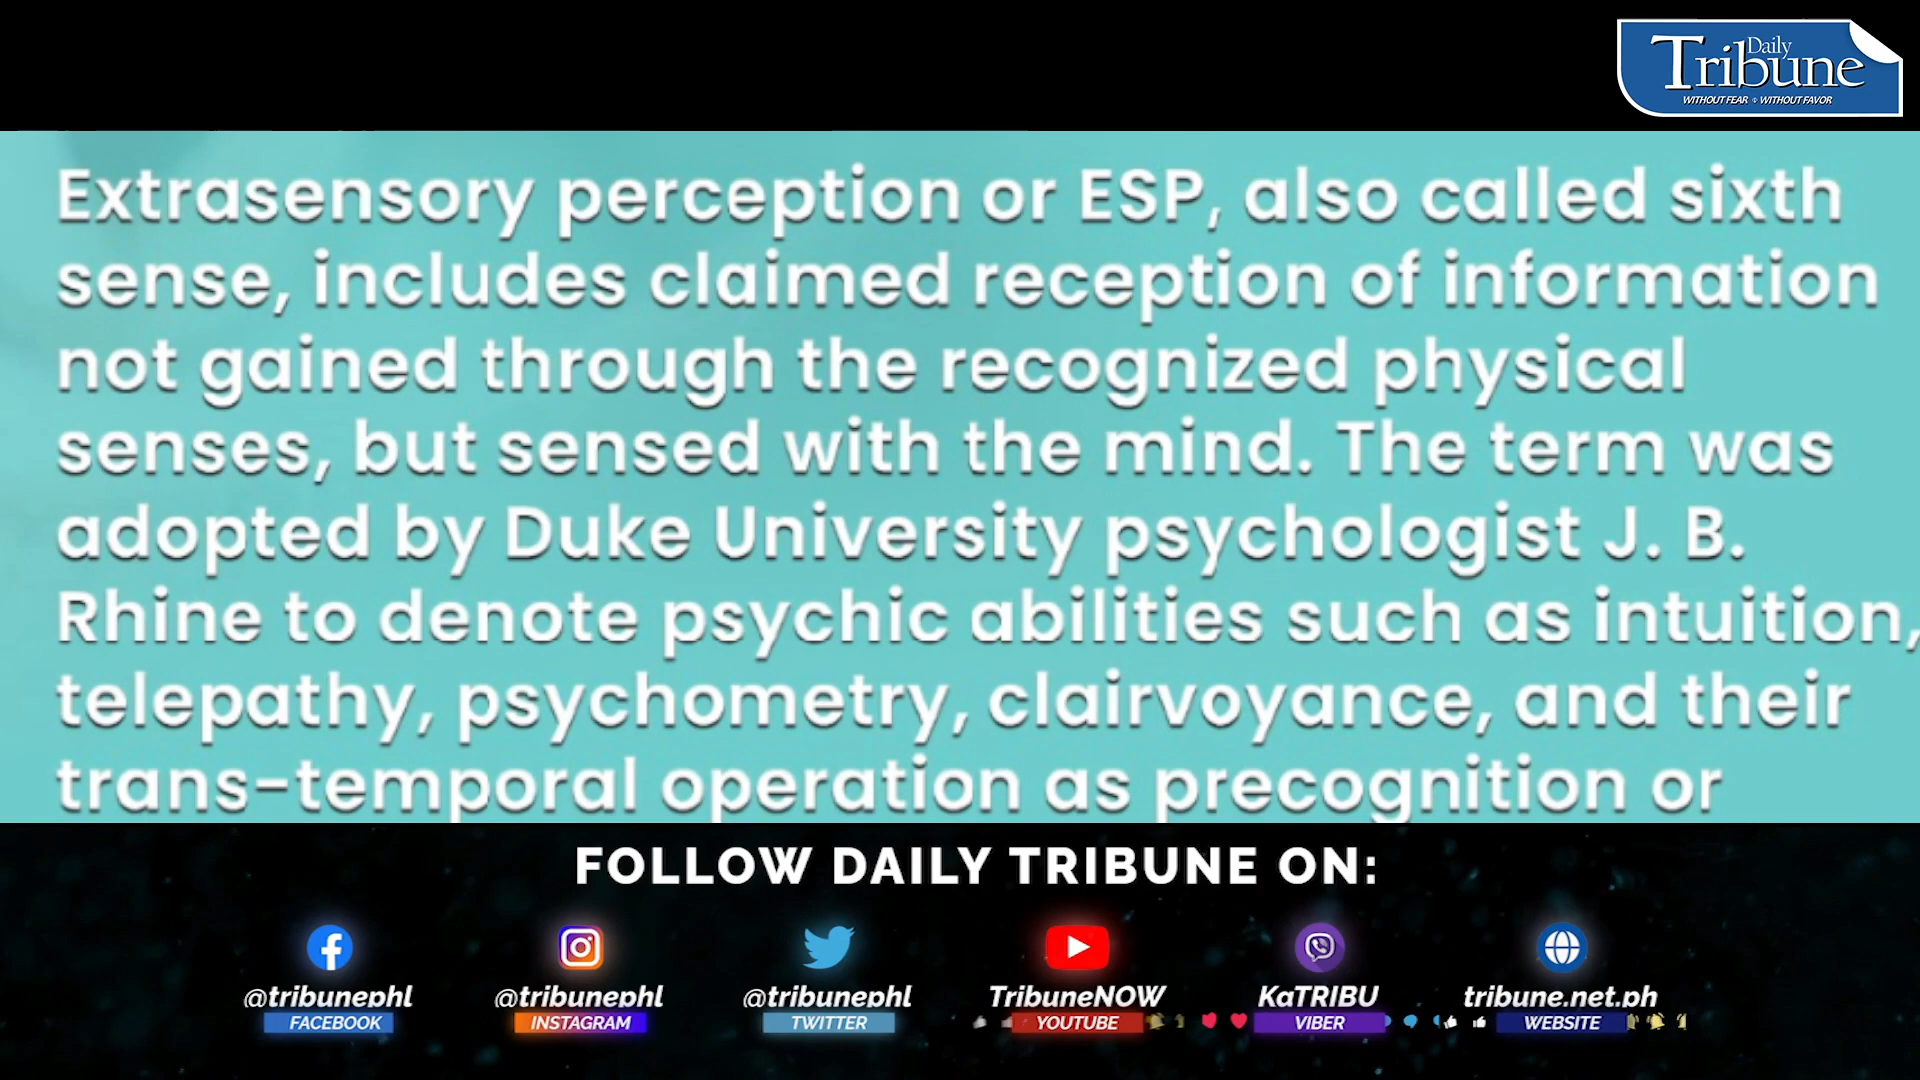 Daily
Tribune
WITHOUT FEAR • WITHOUT FAVOR
Extrasensory perception or ESP, also called sixth
sense, includes claimed reception of information
not gained through the recognized physical
senses, but sensed with the mind. The term was
adopted by Duke University psychologist J. B.
Rhine to denote psychic abilities such as intuition,
telepathy, psychometry, clairvoyance, and their
trans-temporal operation as precognition or
FOLLOW DAILY TRIBUNE ON:
@tribunephl @tribunephl @tribunephl TribuneNOW KaTRIBU tribune.net.ph
FACEBOOK INSTAGRAM TWITTER YOUTUBE VIBER WEBSITE